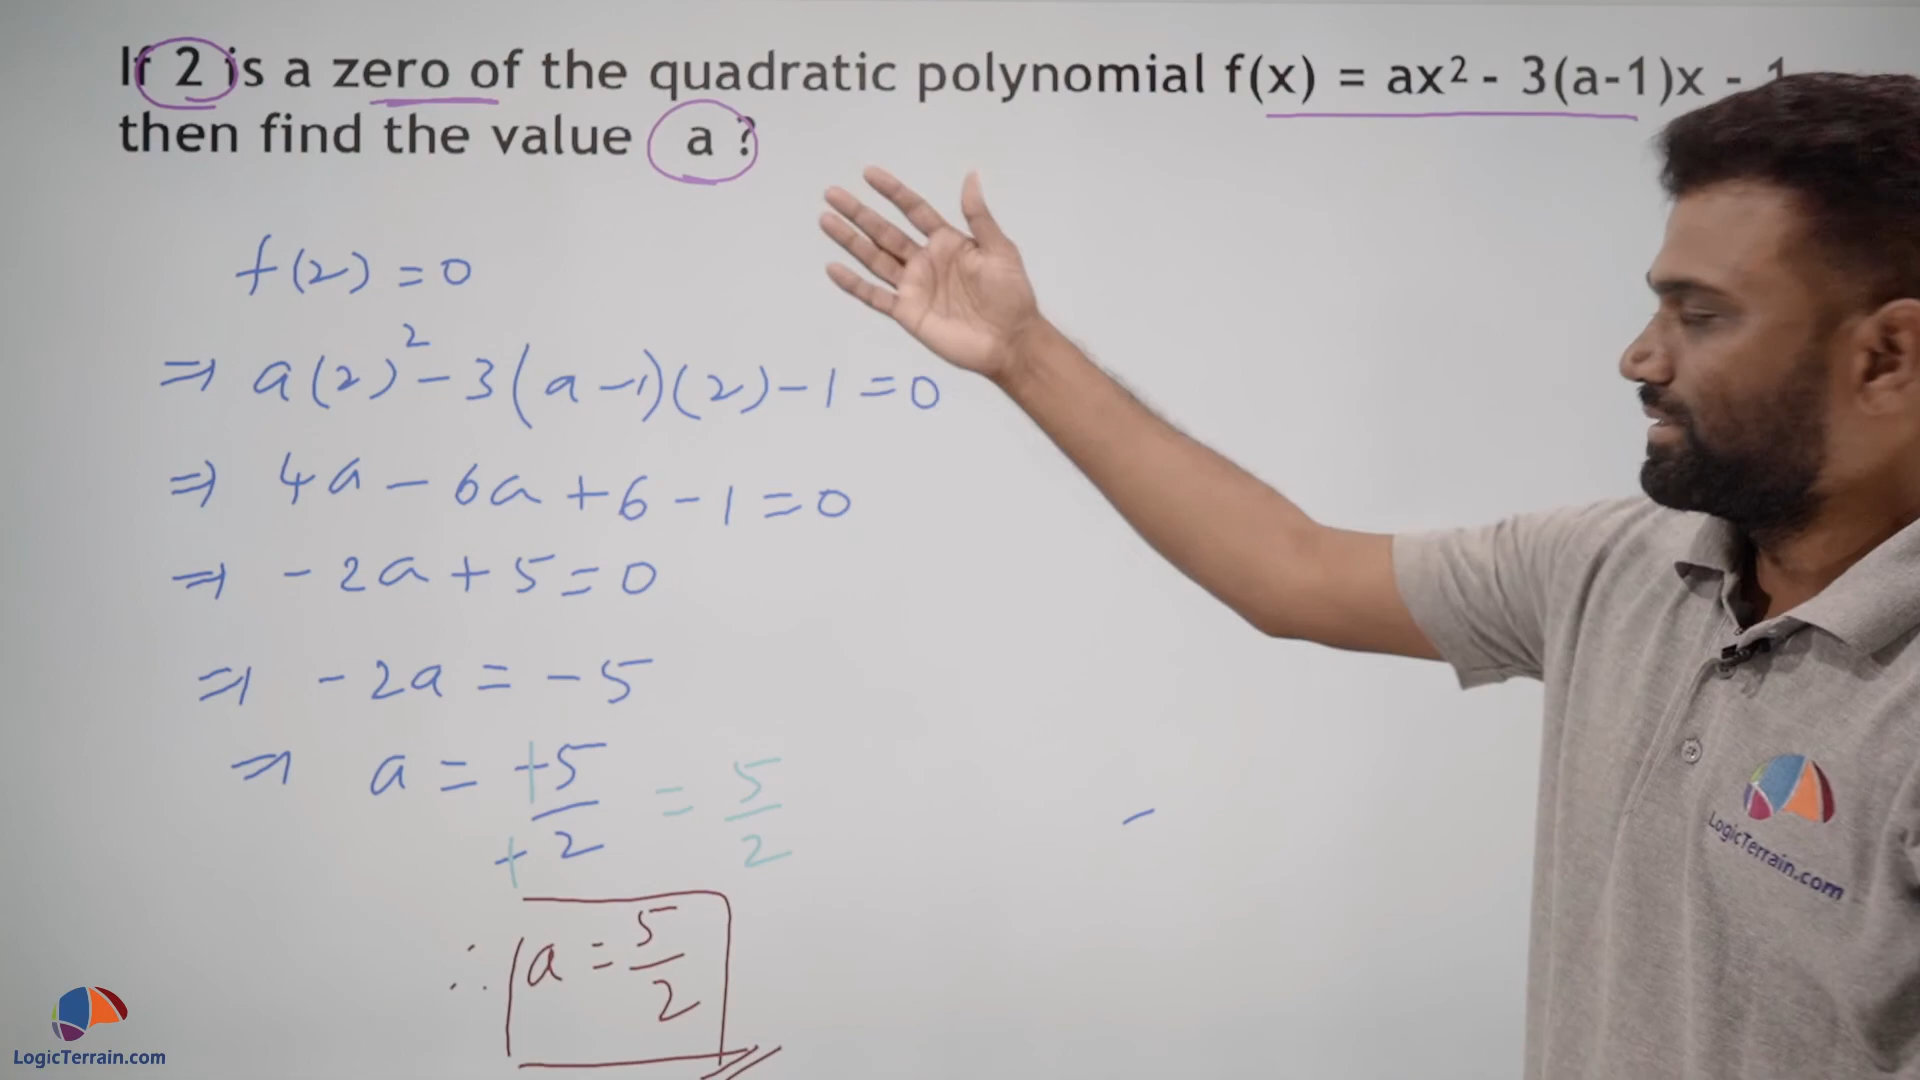 If 2 is a zero of the quadratic polynomial f(x) = ax² - 3(a-1)x - 1
then find the value a ?
f(2) = 0
⇒ a(2)² - 3(a-1)(2) - 1 = 0
⇒ 4a - 6a + 6 - 1 = 0
⇒ -2a + 5 = 0
⇒ -2a = -5
⇒ a = +5/+2 = 5/2
∴ a = 5/2
LogicTerrain.com
LogicTerrain.com